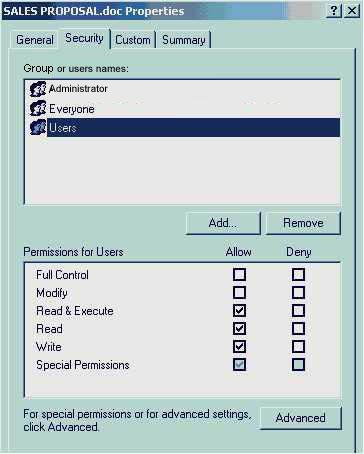 SALES PROPOSAL.doc Properties ? X
General Security Custom Summary
Group or users names:
Administrator
Everyone
Users
Add... Remove
Permissions for Users Allow Deny
Full Control
Modify
Read & Execute
Read
Write
Special Permissions
For special permissions or for advanced settings,
click Advanced. Advanced